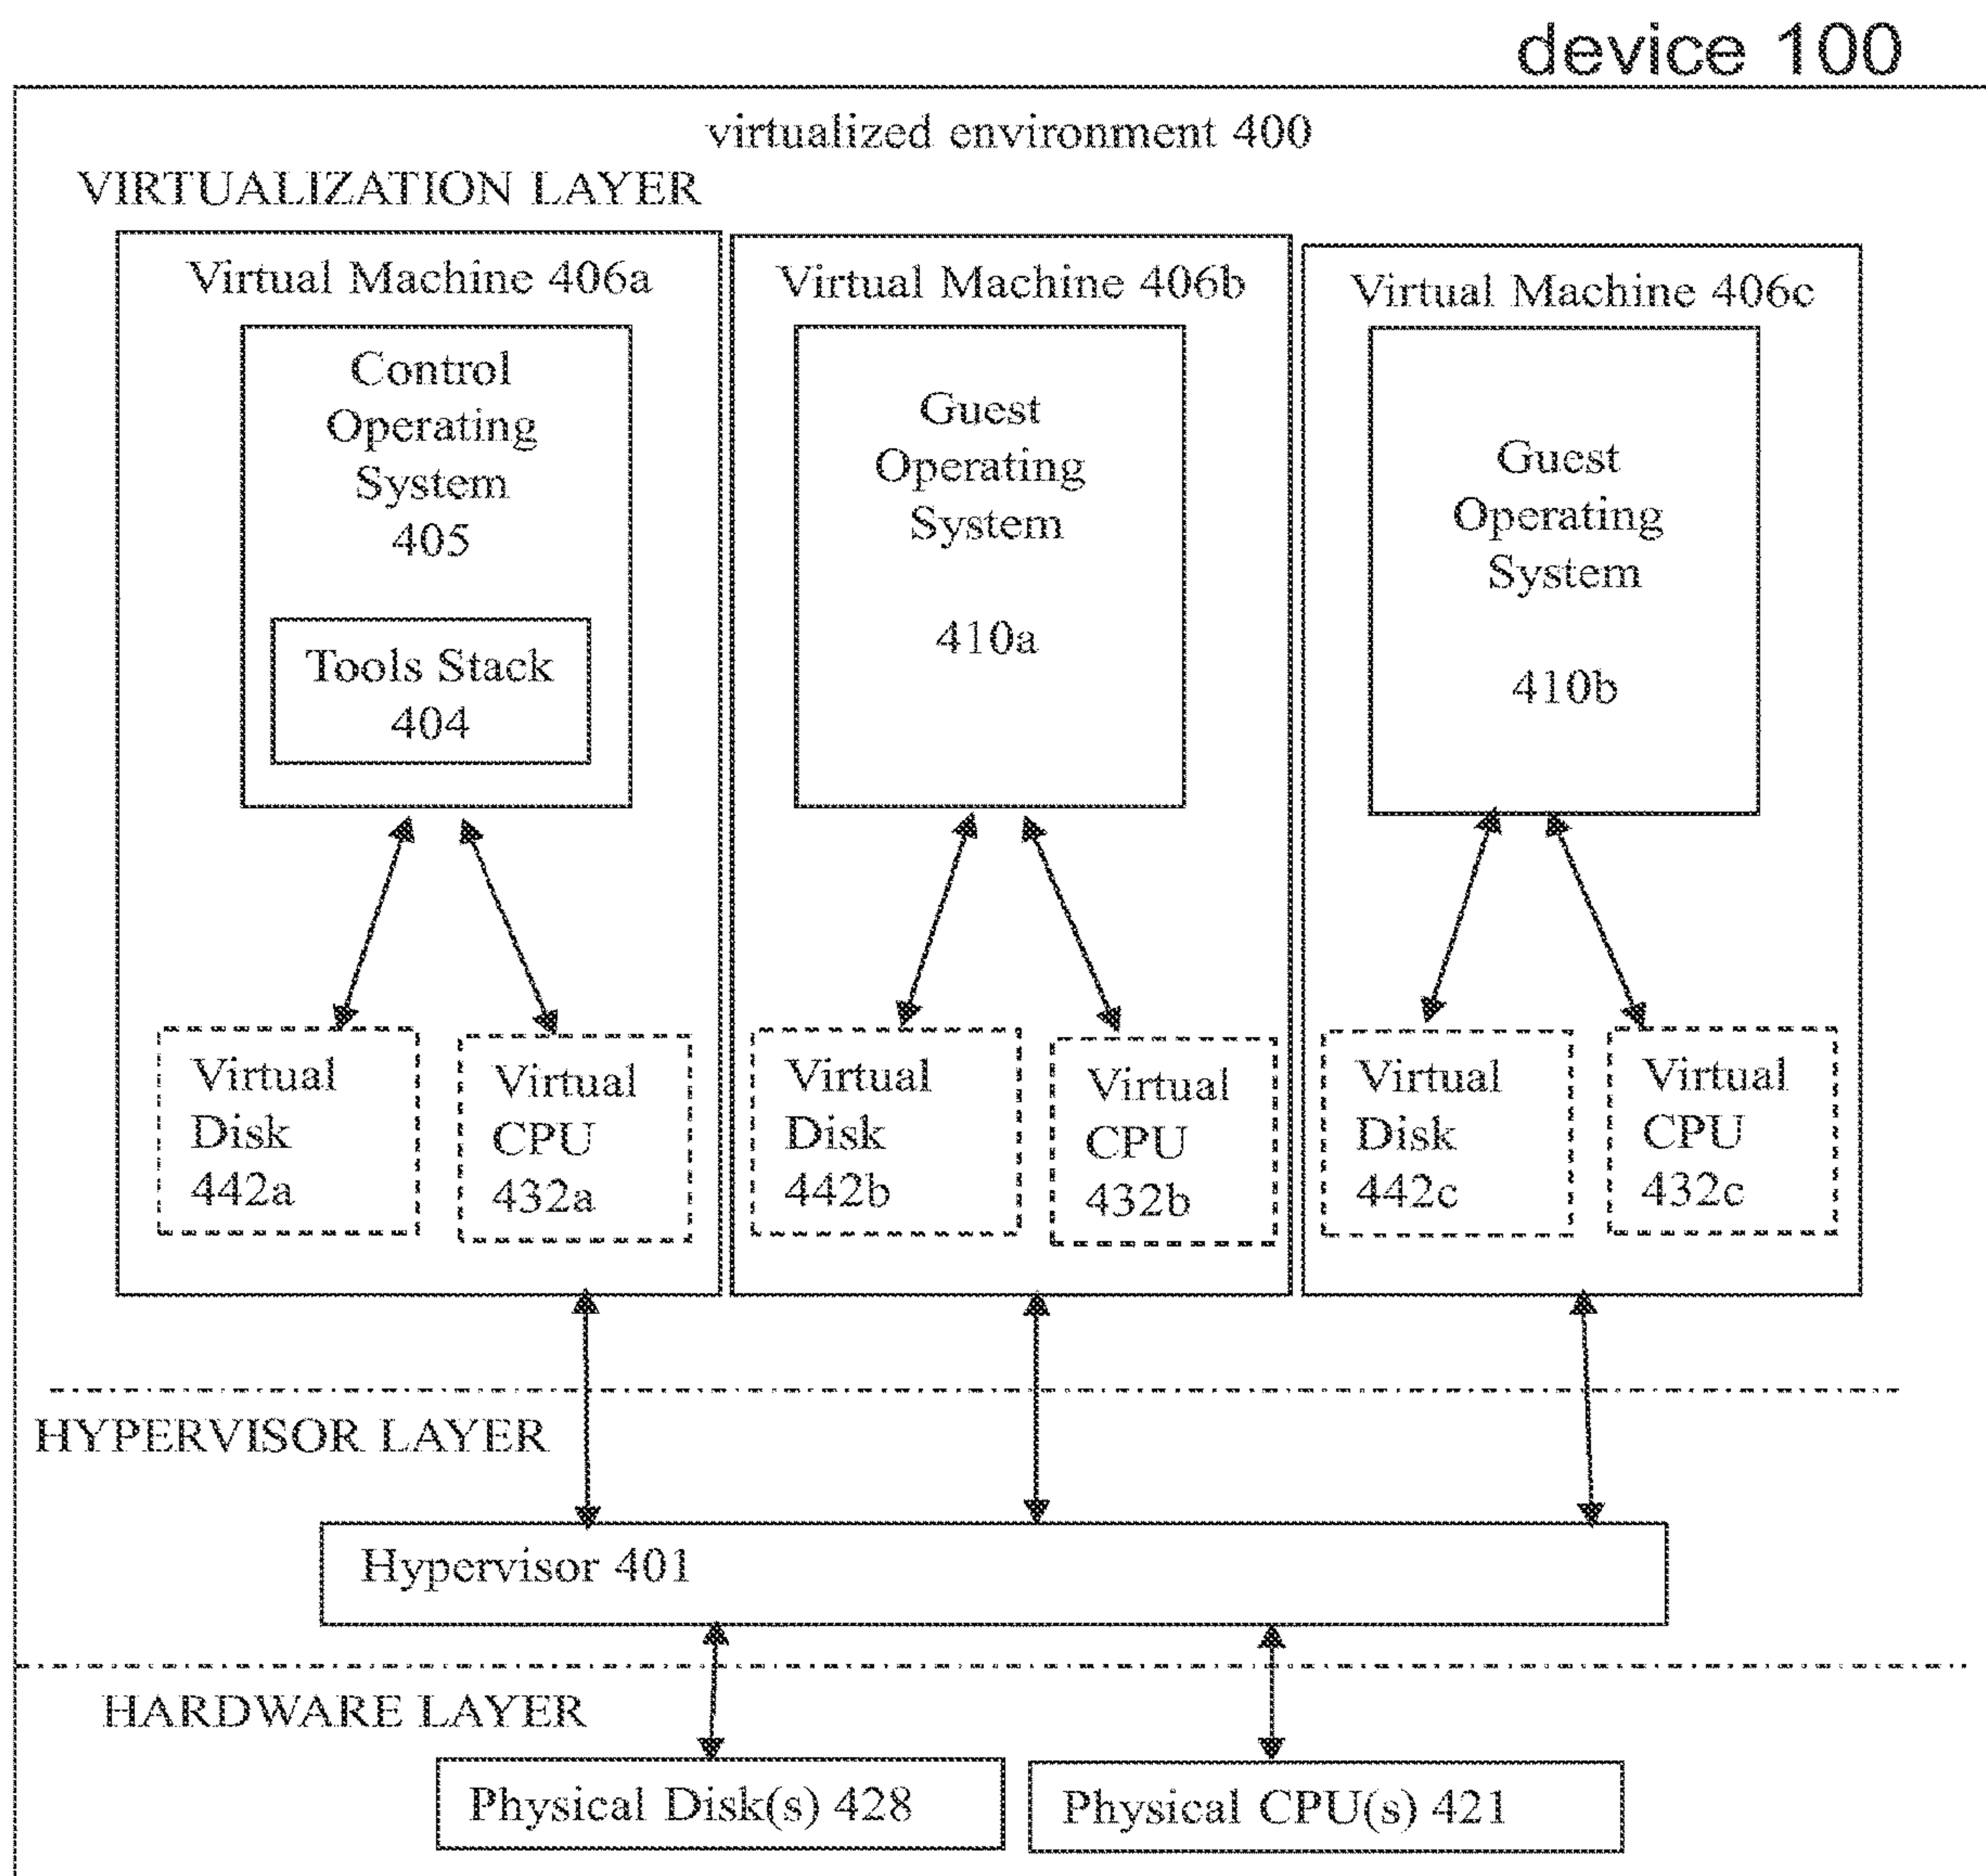 device 100
virtualized environment 400
VIRTUALIZATION LAYER
Virtual Machine 406a
Control
Operating
System
405
Tools Stack
404
Virtual
Disk
442a
Virtual
CPU
432a
Virtual Machine 406b
Guest
Operating
System
410a
Virtual
Disk
442b
Virtual
CPU
432b
Virtual Machine 406c
Guest
Operating
System
410b
Virtual
Disk
442c
Virtual
CPU
432c
HYPERVISOR LAYER
Hypervisor 401
HARDWARE LAYER
Physical Disk(s) 428
Physical CPU(s) 421